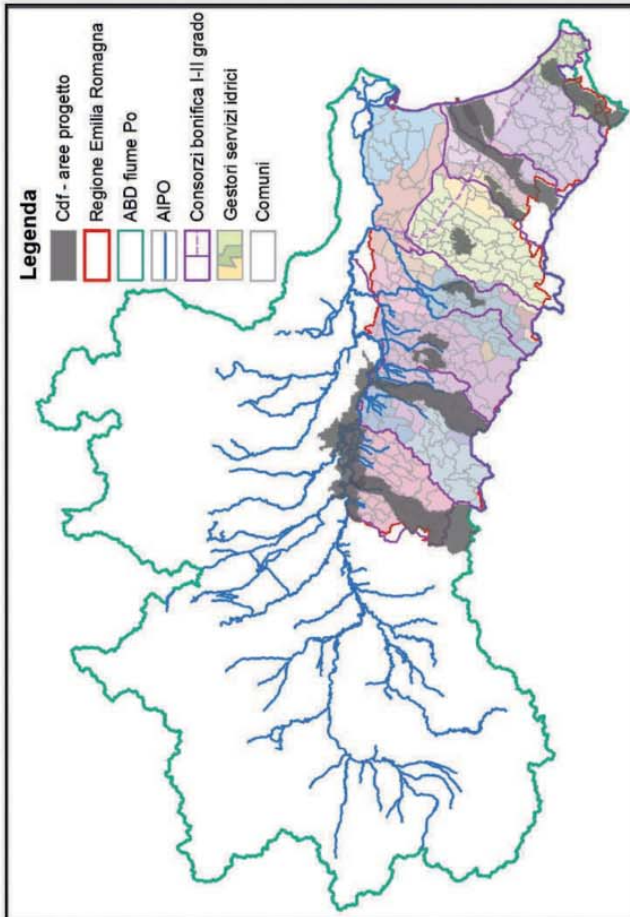 Legenda
Cdf - aree progetto
Regione Emilia Romagna
ABD fiume Po
AIPO
Consorzi bonifica I-II grado
Gestori servizi idrici
Comuni